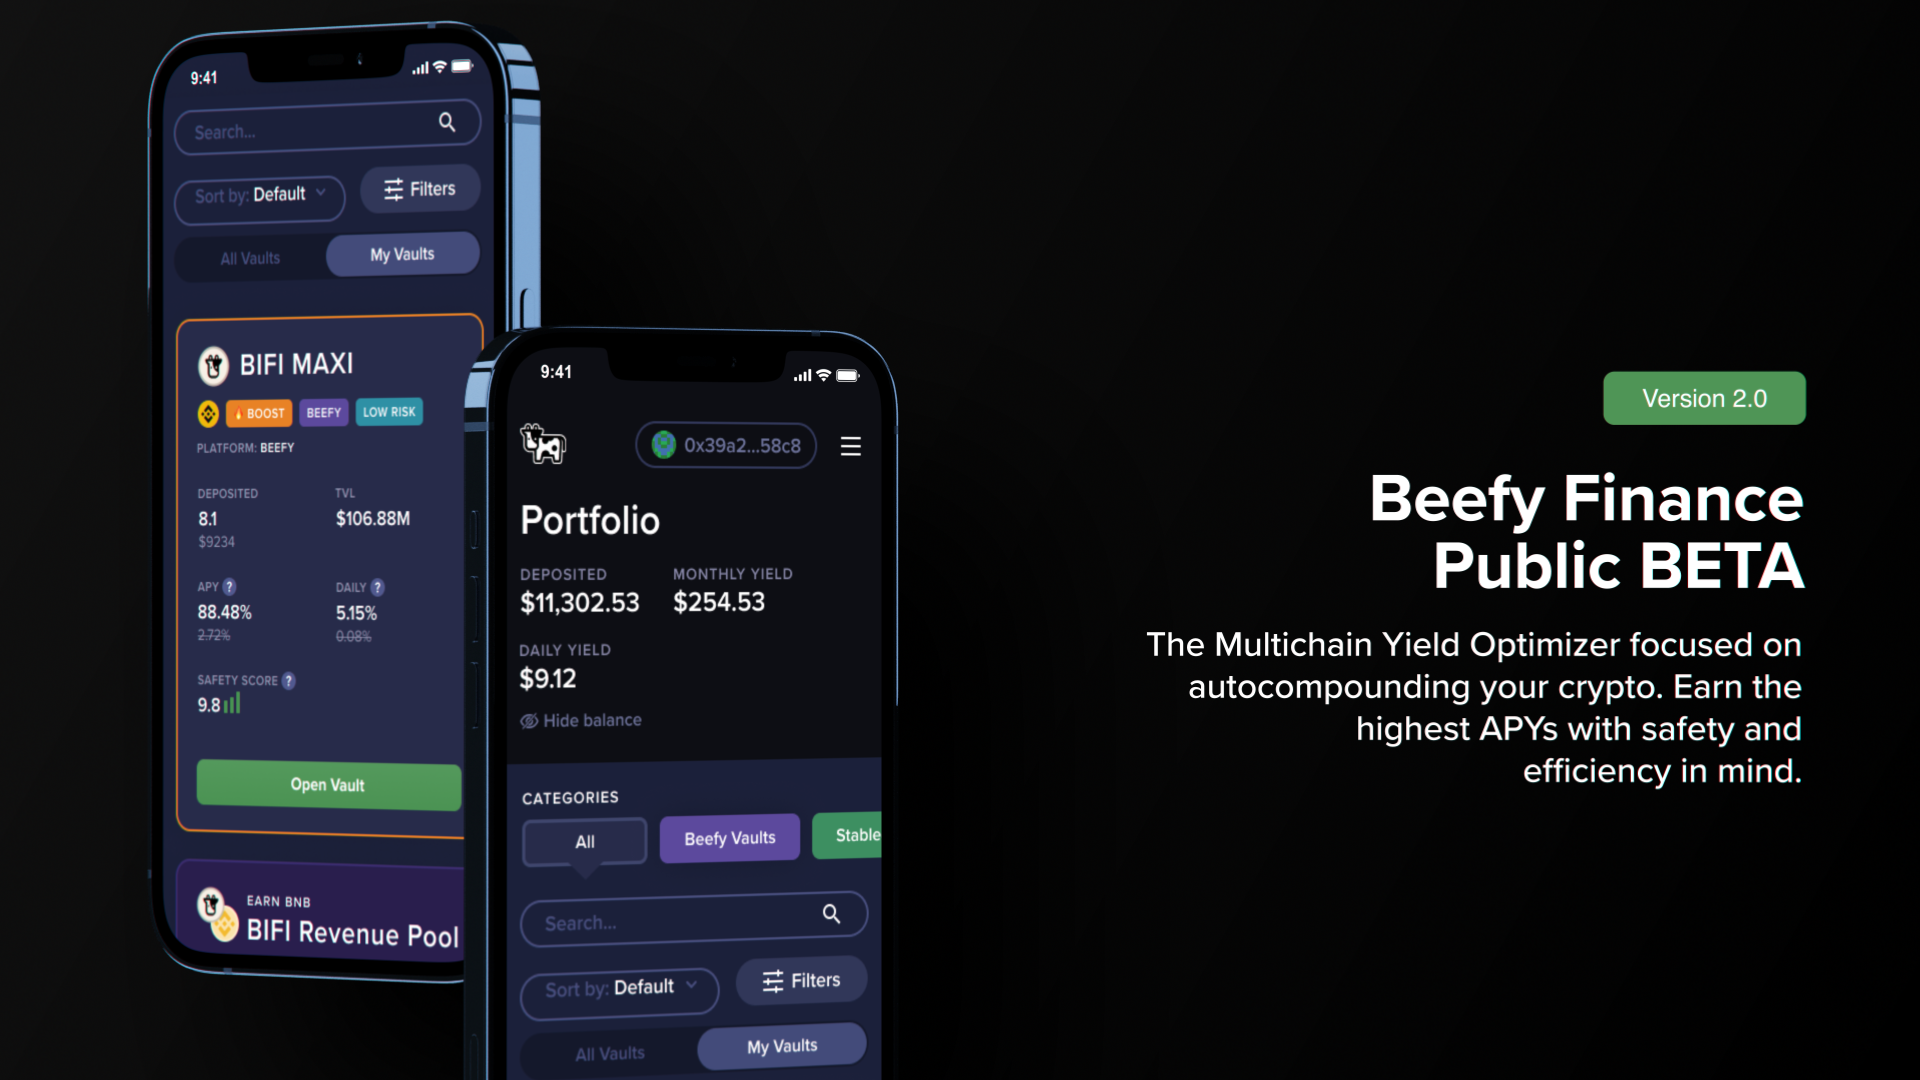 9:41
Search...
Sort by: Default
Filters
All Vaults
My Vaults
BIFI MAXI
BOOST
BEEFY
LOW RISK
PLATFORM: BEEFY
DEPOSITED
TVL
8.1
$106.88M
$9234
APY ?
DAILY ?
88.48%
5.15%
2.72%
0.08%
SAFETY SCORE ?
9.8
Open Vault
EARN BNB
BIFI Revenue Pool
9:41
0x39a2...58c8
Portfolio
DEPOSITED
MONTHLY YIELD
$11,302.53
$254.53
DAILY YIELD
$9.12
Hide balance
CATEGORIES
All
Beefy Vaults
Stable
Search...
Sort by: Default
Filters
All Vaults
My Vaults
Version 2.0
Beefy Finance
Public BETA
The Multichain Yield Optimizer focused on
autocompounding your crypto. Earn the
highest APYs with safety and
efficiency in mind.